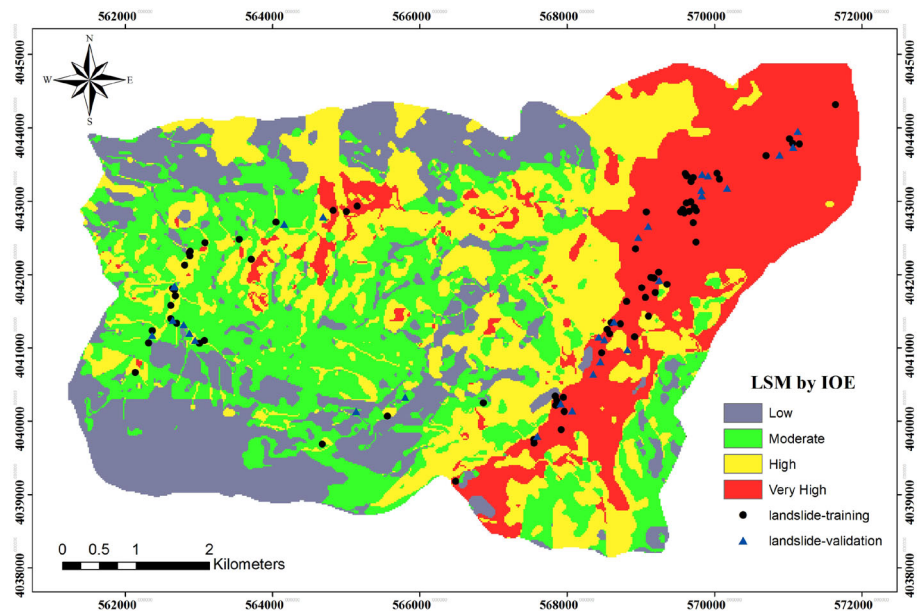 562000 564000 566000 568000 570000 572000
N
W E
S
4045000 4045000
4044000 4044000
4043000 4043000
4042000 4042000
4041000 4041000
4040000 4040000
4039000 4039000
4038000 4038000
LSM by IOE
Low
Moderate
High
Very High
landslide-training
landslide-validation
0 0.5 1 2
Kilometers
562000 564000 566000 568000 570000 572000